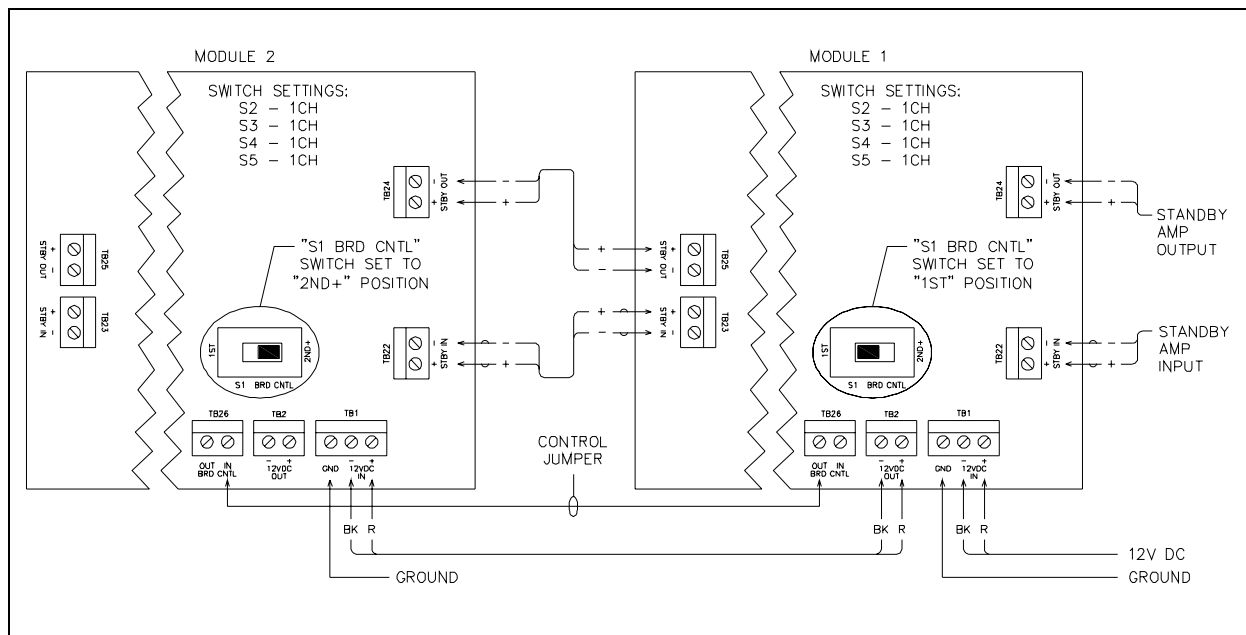 MODULE 2
SWITCH SETTINGS:
S2 - 1CH
S3 - 1CH
S4 - 1CH
S5 - 1CH
TB24
- +
STBY OUT
"S1 BRD CNTL"
SWITCH SET TO
"2ND+" POSITION
+ -
STBY OUT
TB25
+ -
STBY IN
TB23
1ST
2ND+
S1 BRD CNTL
TB22
- +
STBY IN
TB26
OUT IN
BRD CNTL
TB2
- +
12VDC
OUT
TB1
GND
- +
12VDC
IN
BK R
GROUND
- +
+ -
+ -
- +
CONTROL
JUMPER
MODULE 1
SWITCH SETTINGS:
S2 - 1CH
S3 - 1CH
S4 - 1CH
S5 - 1CH
TB24
- +
STBY OUT
- +
STANDBY
AMP
OUTPUT
"S1 BRD CNTL"
SWITCH SET TO
"1ST" POSITION
+ -
STBY OUT
TB25
+ -
STBY IN
TB23
1ST
2ND+
S1 BRD CNTL
TB22
- +
STBY IN
- +
STANDBY
AMP
INPUT
TB26
OUT IN
BRD CNTL
TB2
- +
12VDC
OUT
TB1
GND
- +
12VDC
IN
BK R
BK R
12V DC
GROUND